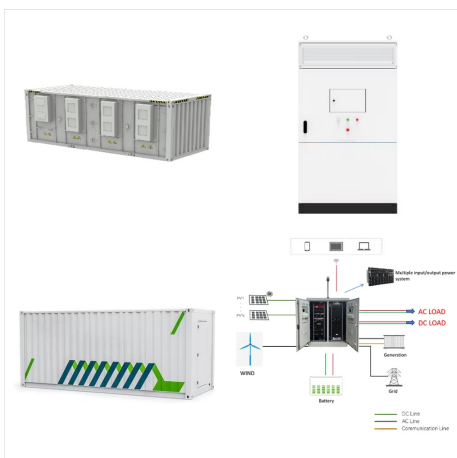 Multiple input/output power
system
PV1
AC LOAD
DC LOAD
WIND
Generation
Battery
Grid
DC Line
AC Line
Communication Line